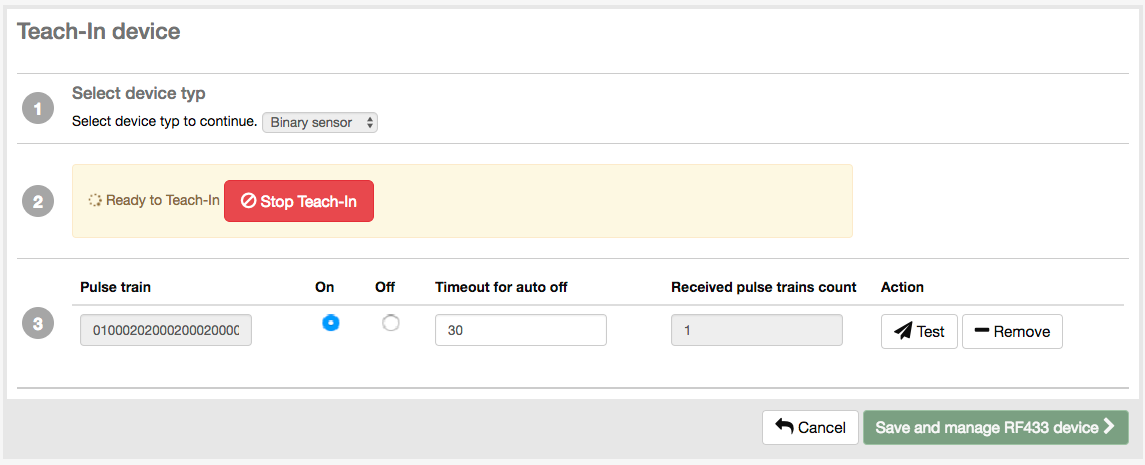 Teach-In device
1
Select device typ
Select device typ to continue. Binary sensor
2
Ready to Teach-In Stop Teach-In
Pulse train On Off Timeout for auto off Received pulse trains count Action
3
01000202000200020000 30 1 Test Remove
Cancel Save and manage RF433 device